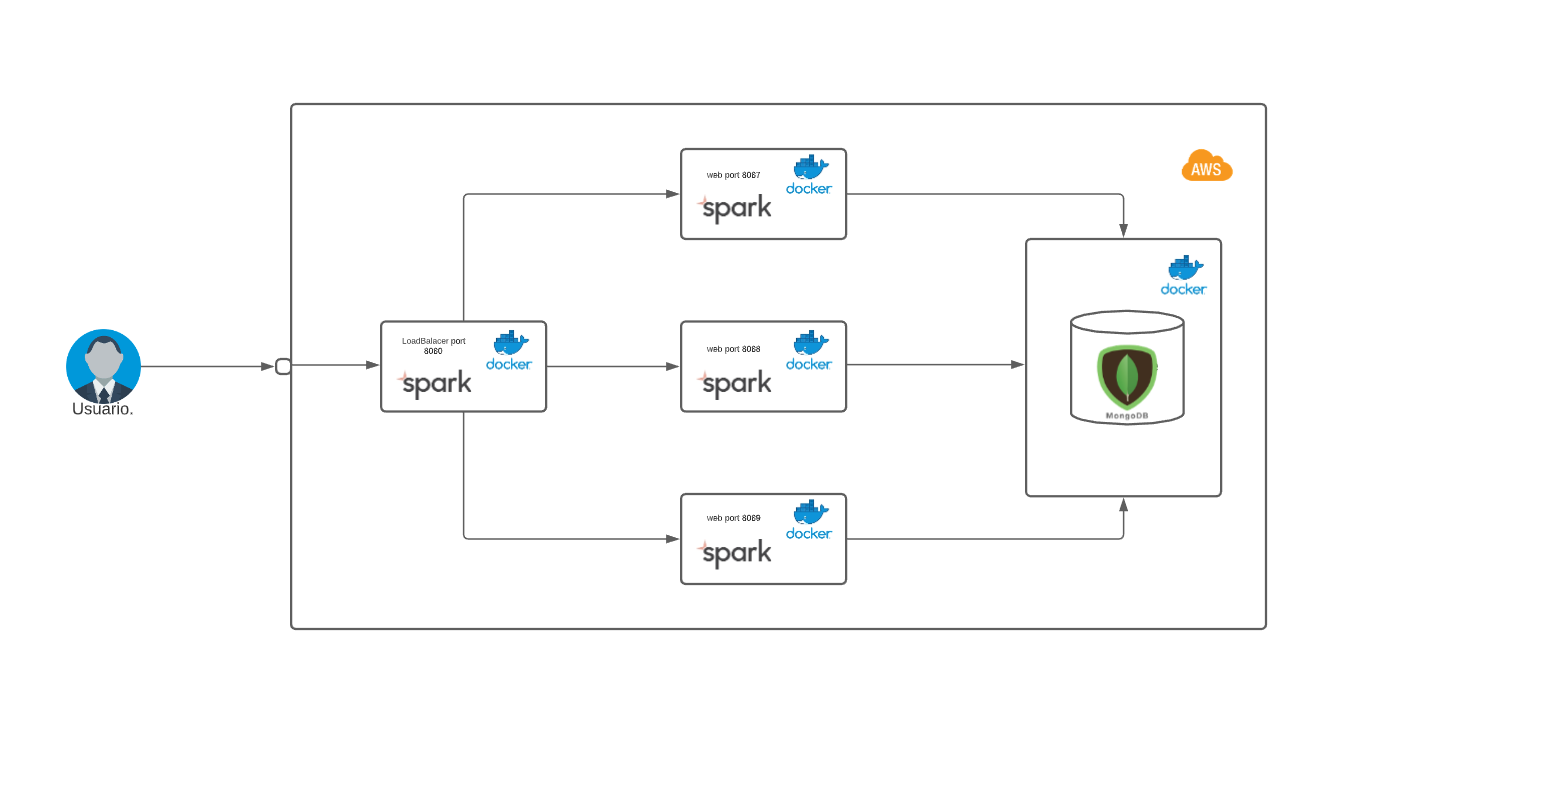 AWS
web port 8087
docker
spark
docker
LoadBalacer port
8080
docker
spark
web port 8088
docker
spark
MongoDB
Usuario.
web port 8089
docker
spark